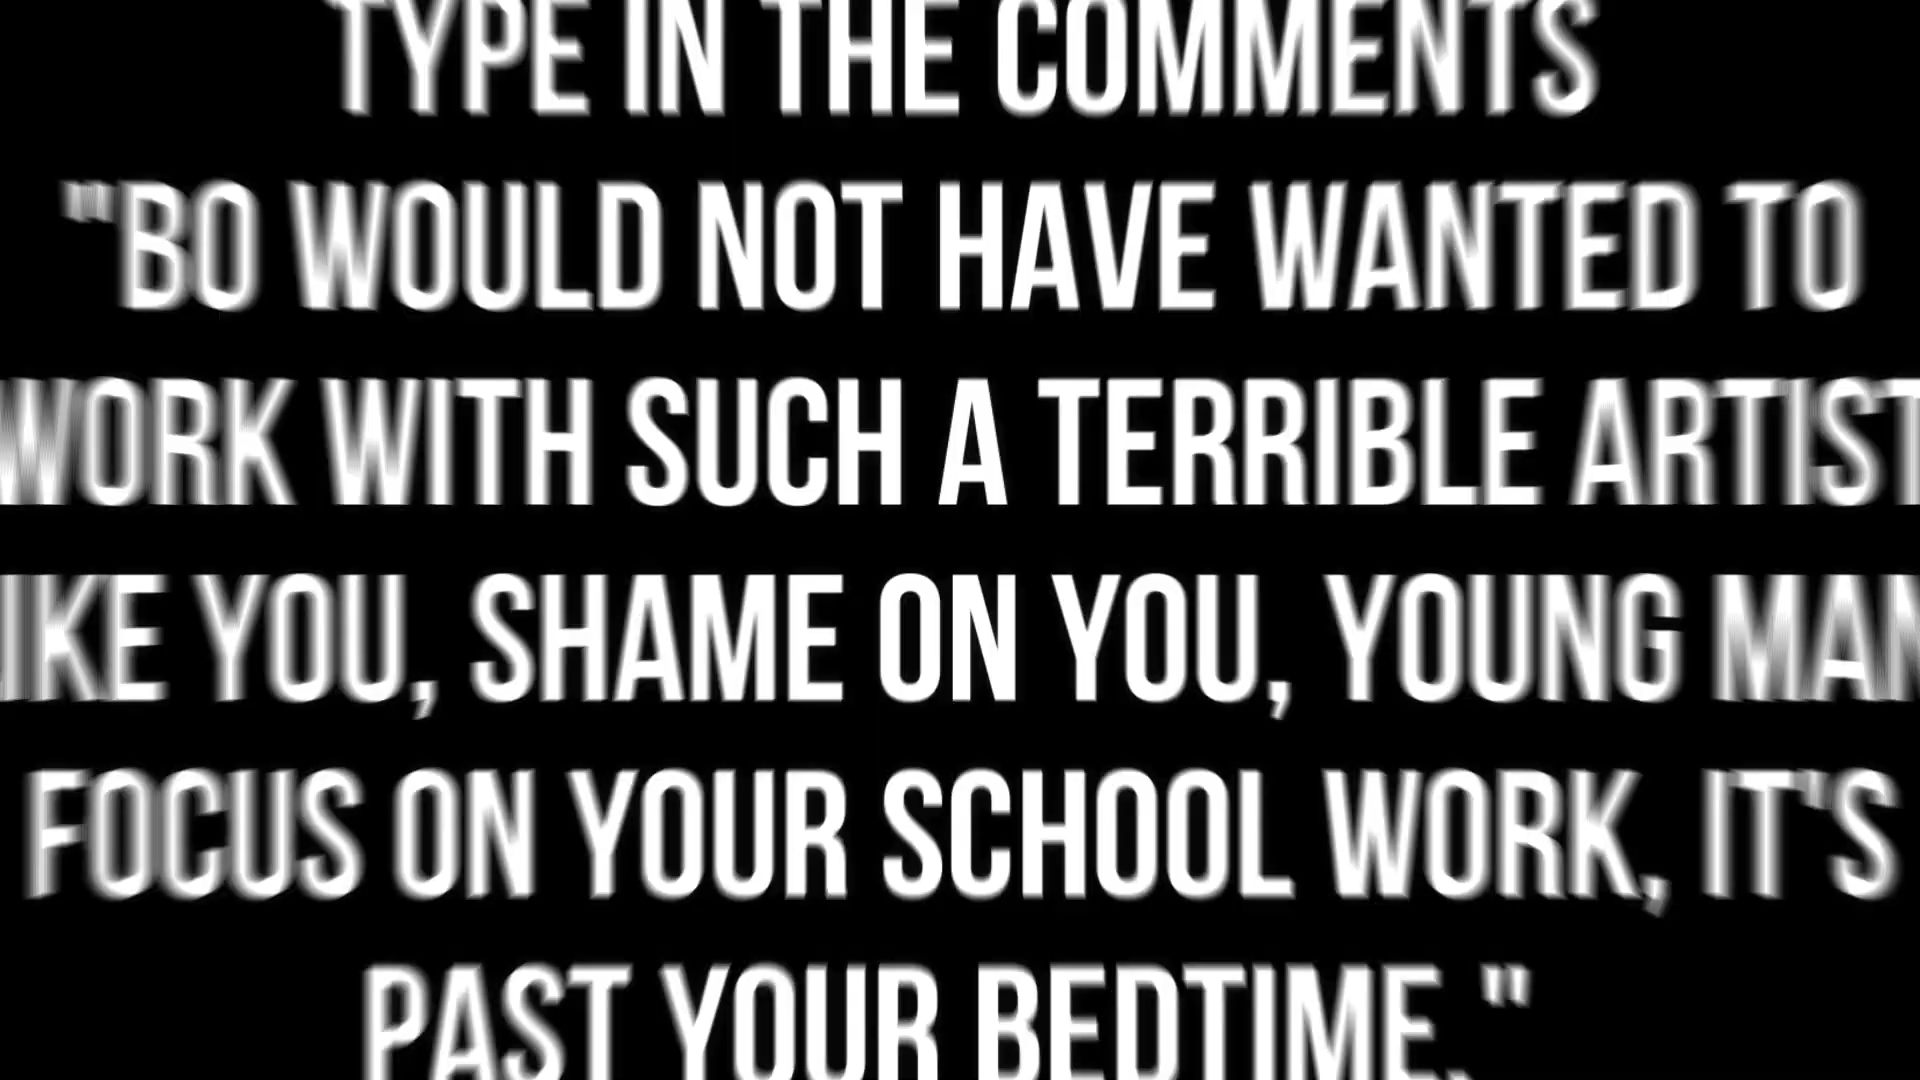 TYPE IN THE COMMENTS
"BO WOULD NOT HAVE WANTED TO
WORK WITH SUCH A TERRIBLE ARTIST
LIKE YOU, SHAME ON YOU, YOUNG MAN
FOCUS ON YOUR SCHOOL WORK, IT'S
PAST YOUR BEDTIME."